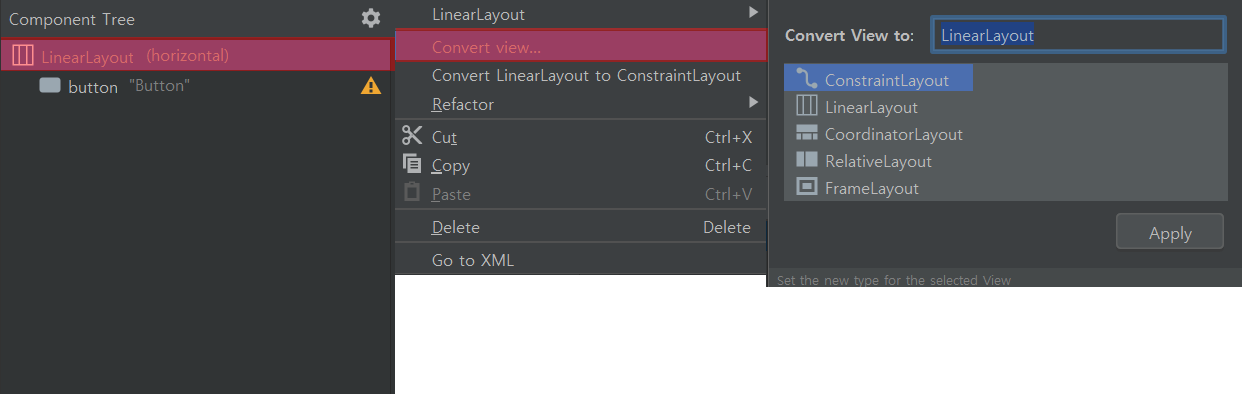 Component Tree
LinearLayout (horizontal)
button "Button"
LinearLayout
Convert view...
Convert LinearLayout to ConstraintLayout
Refactor
Cut Ctrl+X
Copy Ctrl+C
Paste Ctrl+V
Delete Delete
Go to XML
Convert View to: LinearLayout
ConstraintLayout
LinearLayout
CoordinatorLayout
RelativeLayout
FrameLayout
Apply
Set the new type for the selected View